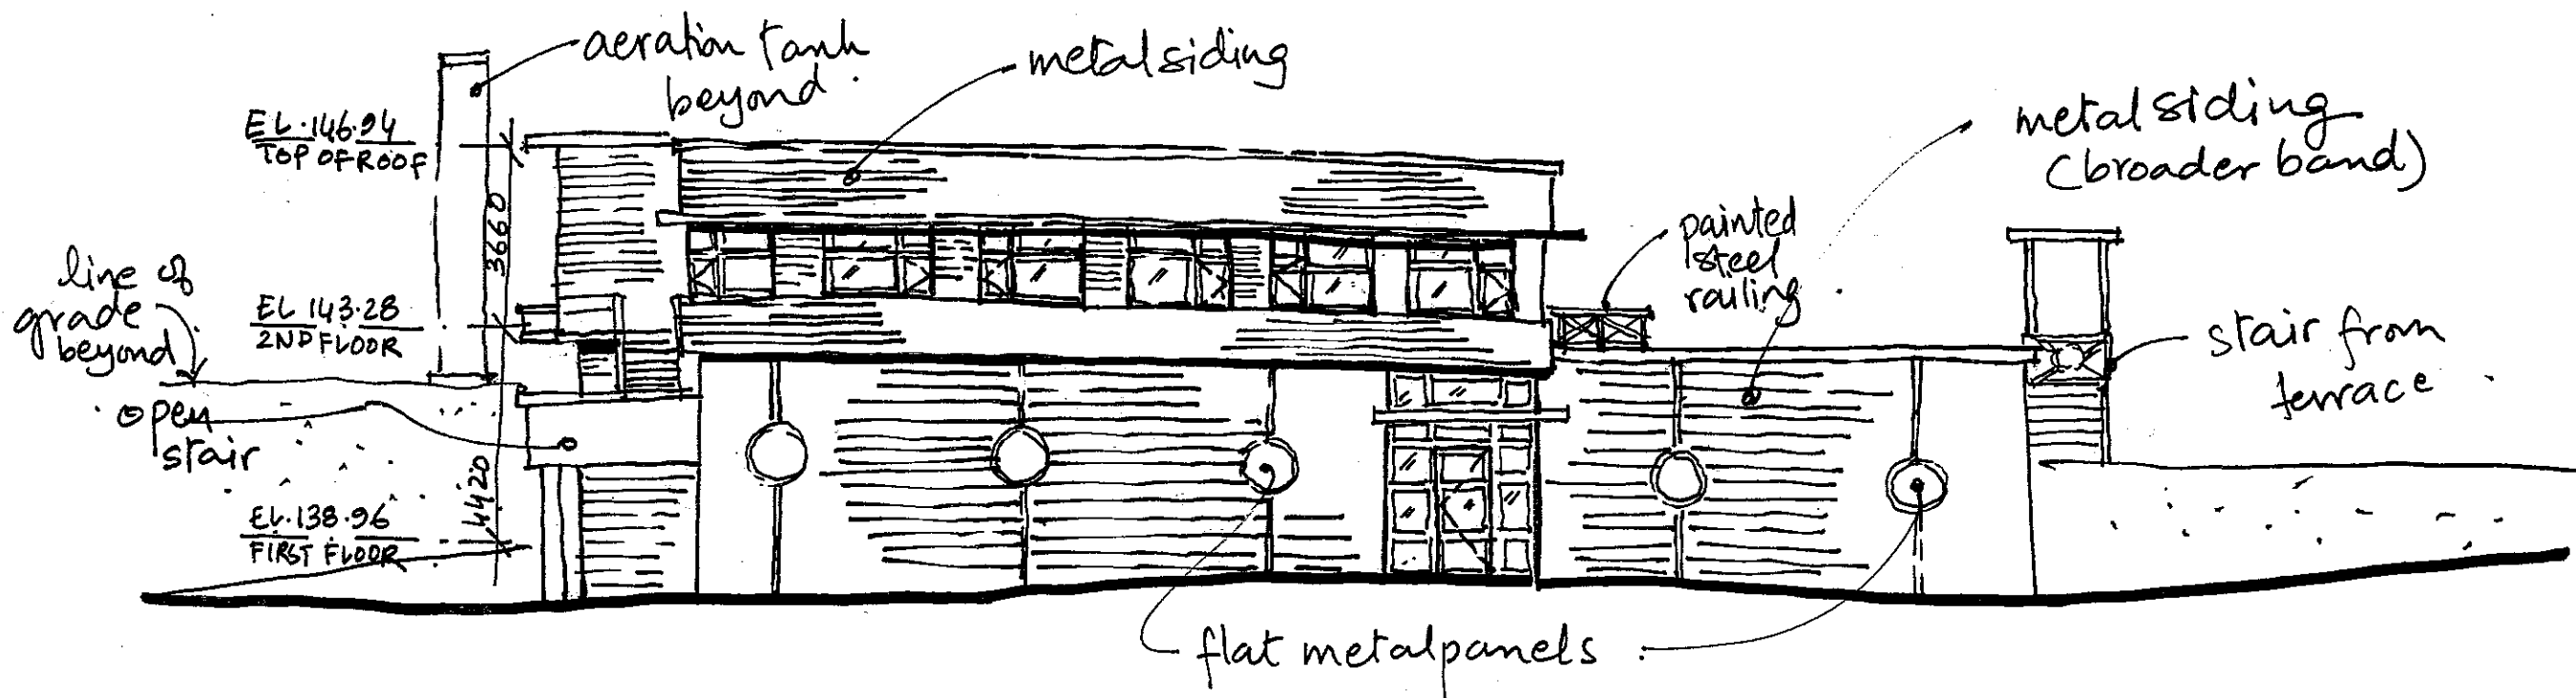 aeration tank
beyond.
metal siding
metal siding
(broader band)
EL.146.94
TOP OF ROOF
3660
painted
steel
railing.
line of
grade
beyond
EL 143.28
2ND FLOOR
stair from
terrace
open
stair
4420
EL.138.96
FIRST FLOOR
flat metal panels